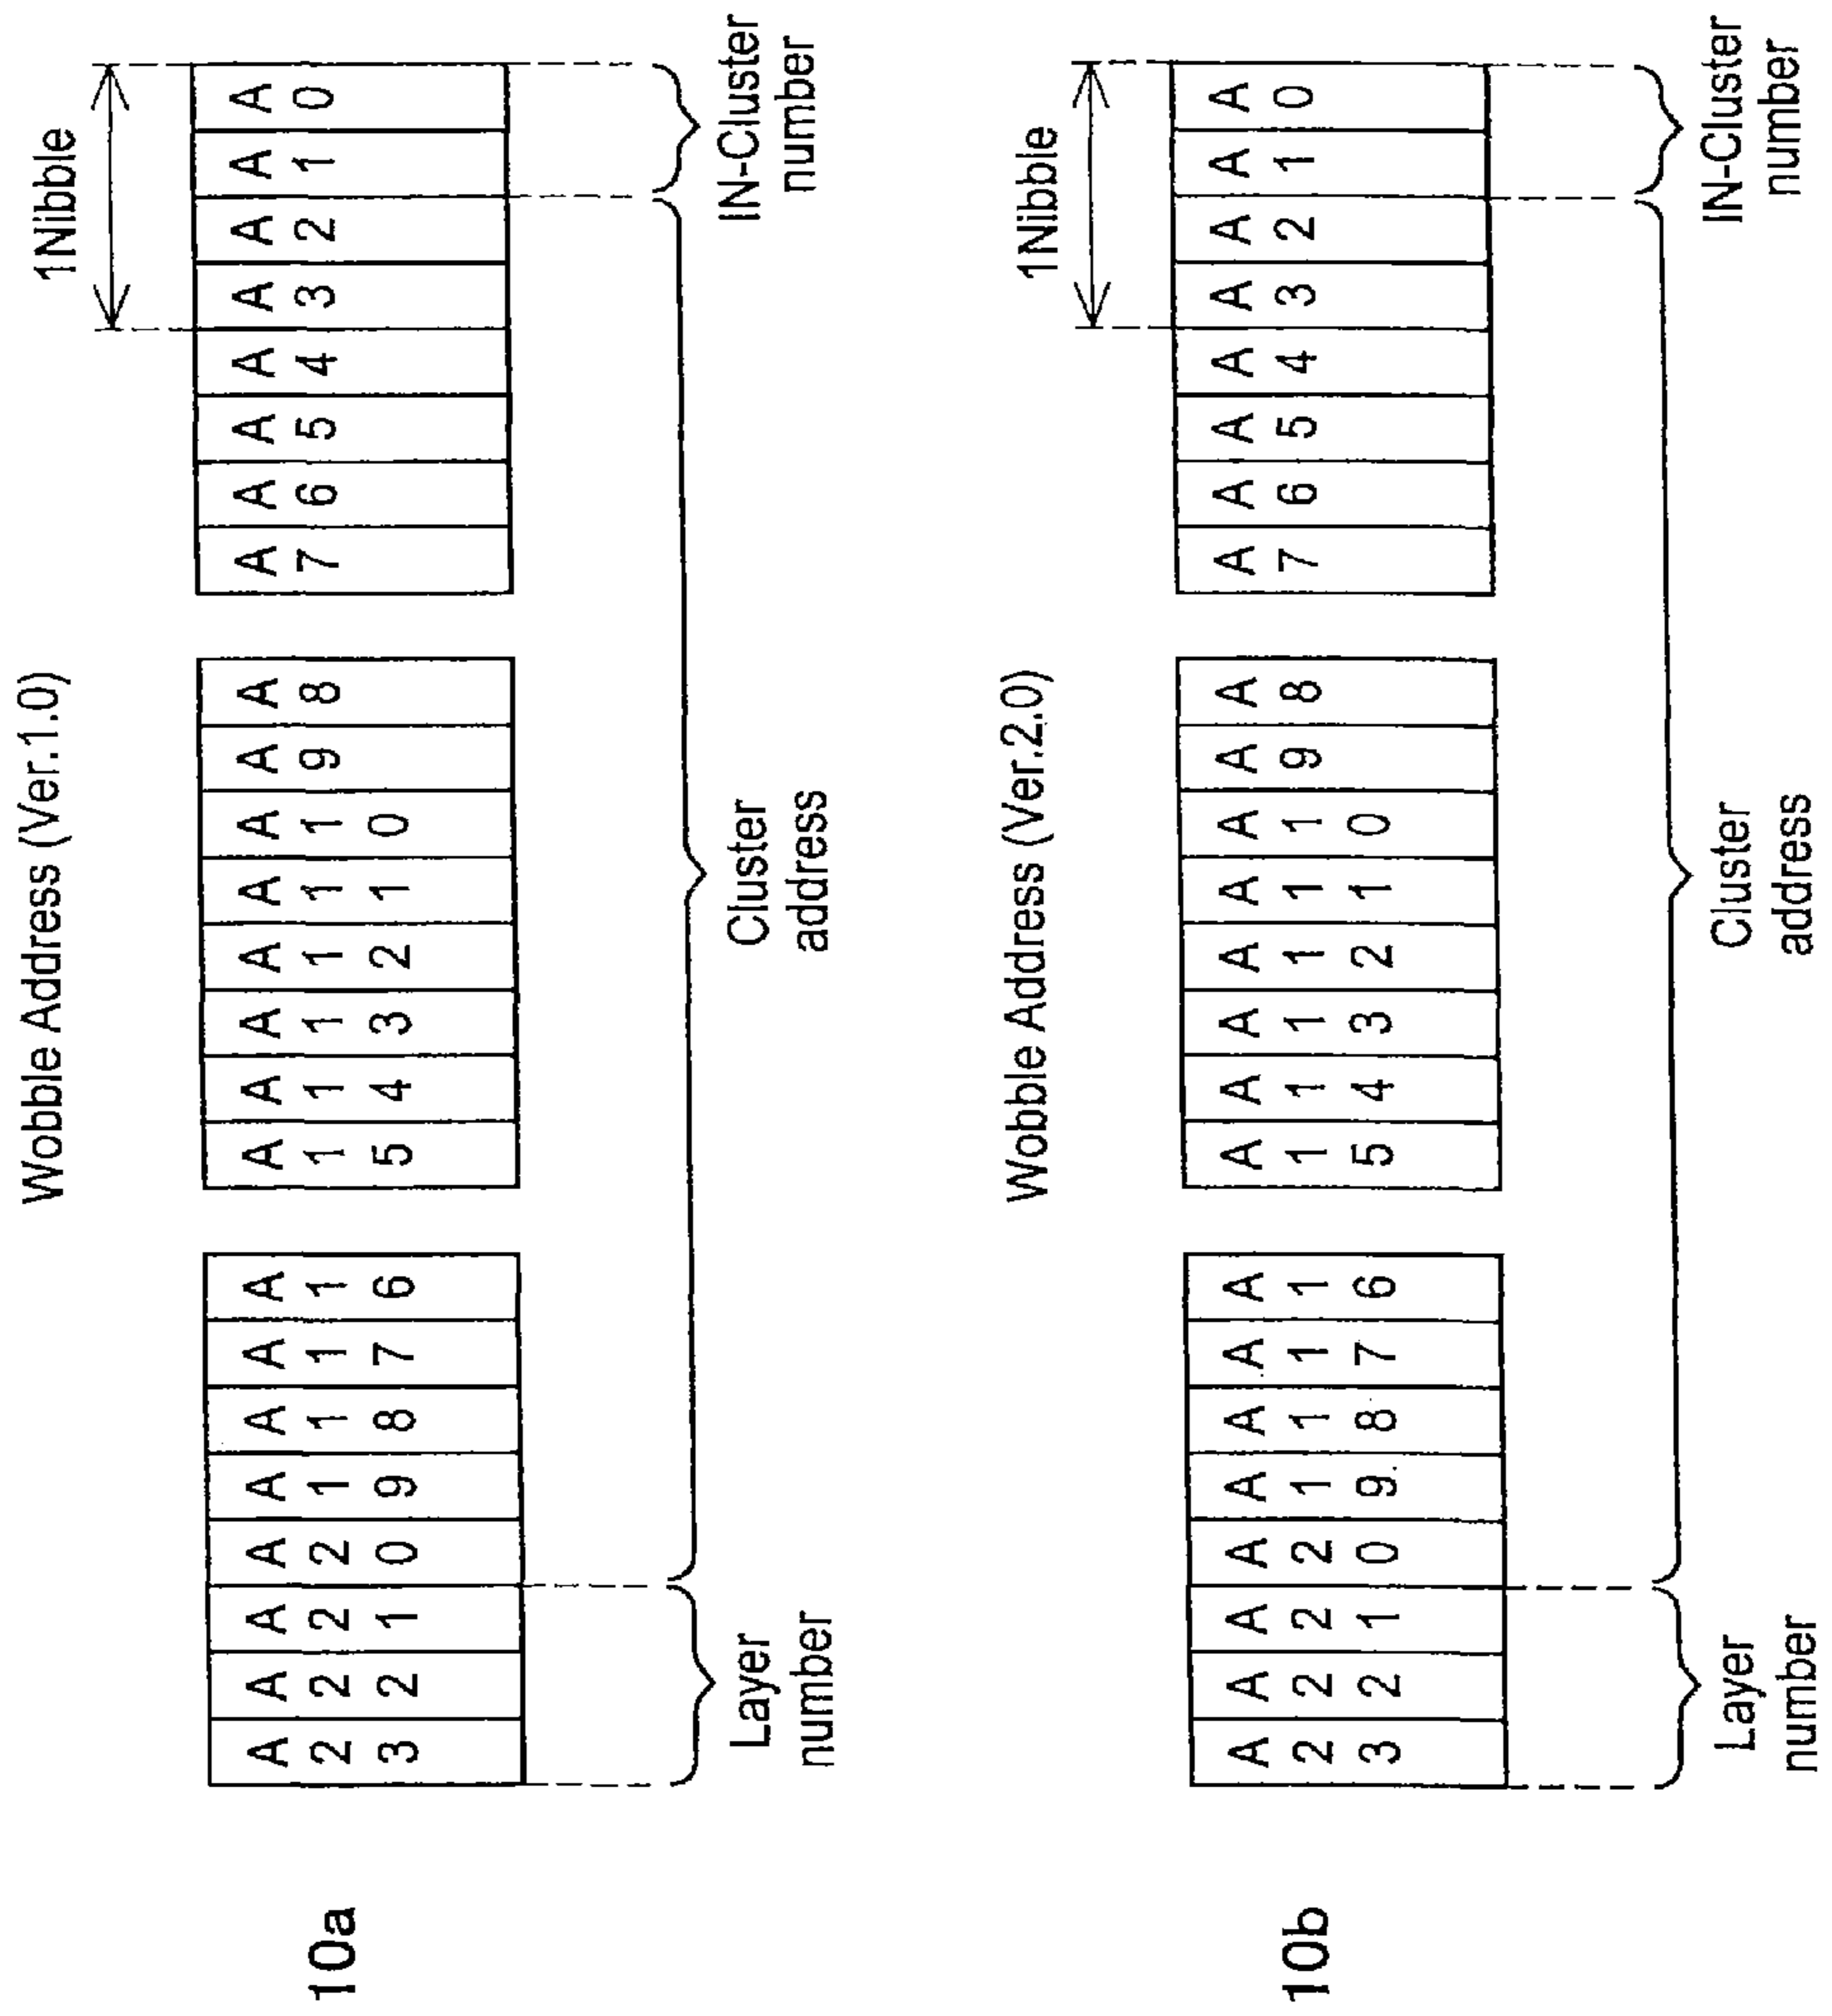 10a
Wobble Address (Ver.1.0)
1Nibble
A23 A22 A21 A20 A19 A18 A17 A16 A15 A14 A13 A12 A11 A10 A9 A8 A7 A6 A5 A4 A3 A2 A1 A0
Layer
number
Cluster
address
IN-Cluster
number
10b
Wobble Address (Ver.2.0)
1Nibble
A23 A22 A21 A20 A19 A18 A17 A16 A15 A14 A13 A12 A11 A10 A9 A8 A7 A6 A5 A4 A3 A2 A1 A0
Layer
number
Cluster
address
IN-Cluster
number